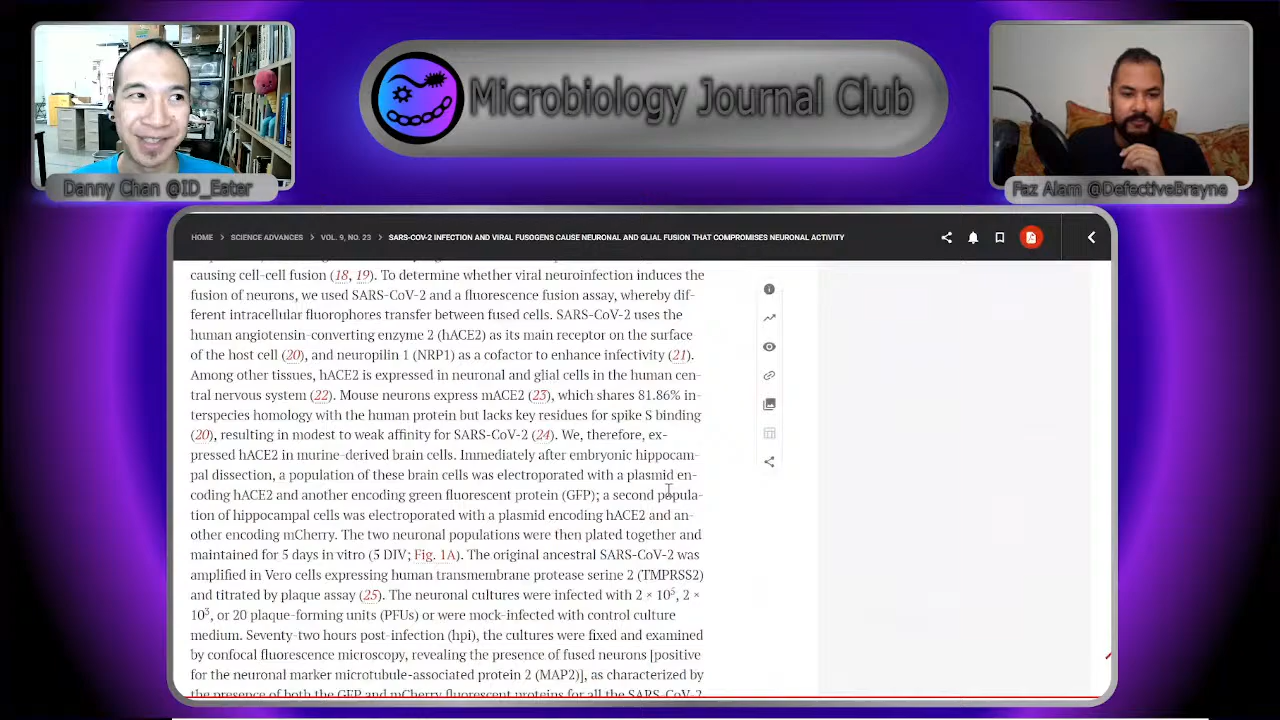 Microbiology Journal Club
Danny Chan @ID_Eater
Faz Alam @DefectiveBrayne
HOME > SCIENCE ADVANCES > VOL. 9, NO. 23 > SARS-COV-2 INFECTION AND VIRAL FUSOGENS CAUSE NEURONAL AND GLIAL FUSION THAT COMPROMISES NEURONAL ACTIVITY
causing cell-cell fusion (18, 19). To determine whether viral neuroinfection induces the
fusion of neurons, we used SARS-CoV-2 and a fluorescence fusion assay, whereby dif-
ferent intracellular fluorophores transfer between fused cells. SARS-CoV-2 uses the
human angiotensin-converting enzyme 2 (hACE2) as its main receptor on the surface
of the host cell (20), and neuropilin 1 (NRP1) as a cofactor to enhance infectivity (21).
Among other tissues, hACE2 is expressed in neuronal and glial cells in the human cen-
tral nervous system (22). Mouse neurons express mACE2 (23), which shares 81.86% in-
terspecies homology with the human protein but lacks key residues for spike S binding
(20), resulting in modest to weak affinity for SARS-CoV-2 (24). We, therefore, ex-
pressed hACE2 in murine-derived brain cells. Immediately after embryonic hippocam-
pal dissection, a population of these brain cells was electroporated with a plasmid en-
coding hACE2 and another encoding green fluorescent protein (GFP); a second popula-
tion of hippocampal cells was electroporated with a plasmid encoding hACE2 and an-
other encoding mCherry. The two neuronal populations were then plated together and
maintained for 5 days in vitro (5 DIV; Fig. 1A). The original ancestral SARS-CoV-2 was
amplified in Vero cells expressing human transmembrane protease serine 2 (TMPRSS2)
and titrated by plaque assay (25). The neuronal cultures were infected with 2 × 10⁵, 2 ×
10³, or 20 plaque-forming units (PFUs) or were mock-infected with control culture
medium. Seventy-two hours post-infection (hpi), the cultures were fixed and examined
by confocal fluorescence microscopy, revealing the presence of fused neurons [positive
for the neuronal marker microtubule-associated protein 2 (MAP2)], as characterized by
the presence of both the GFP and mCherry fluorescent proteins for all the SARS-CoV-2